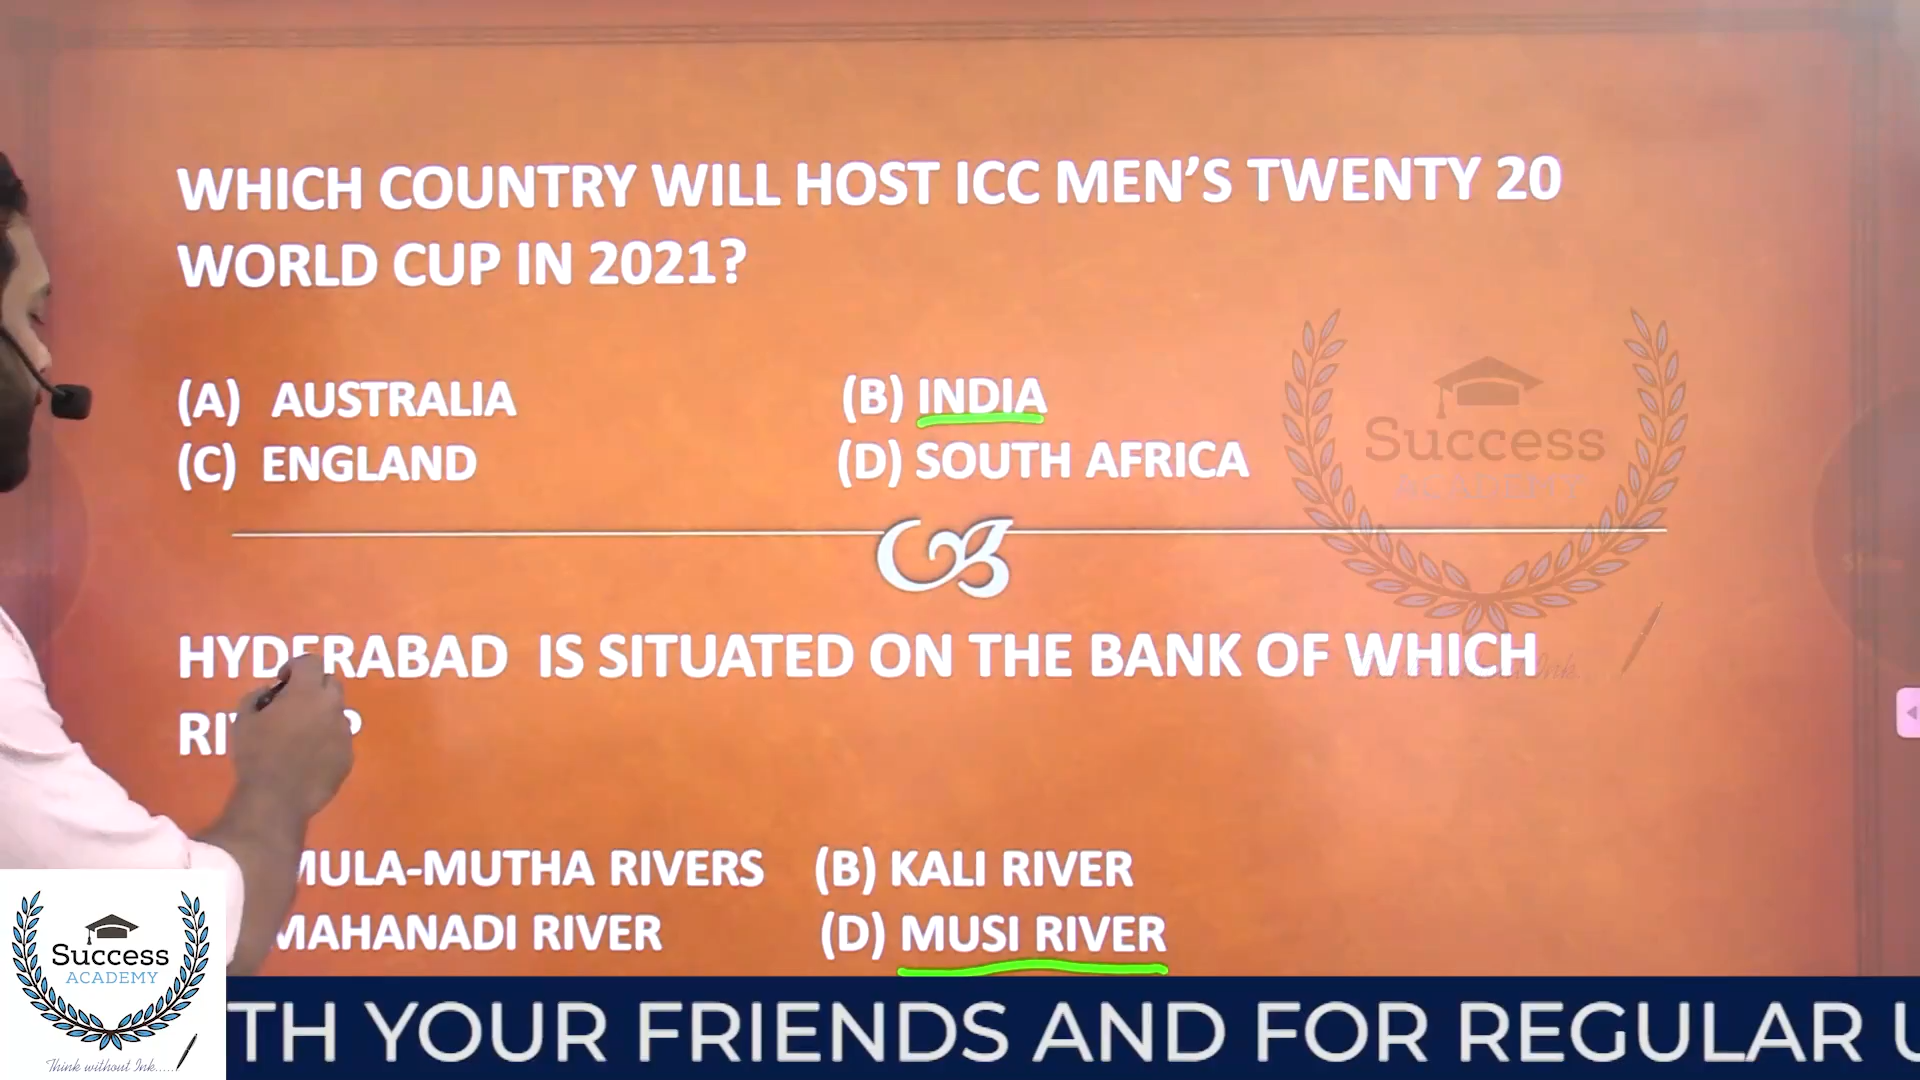 WHICH COUNTRY WILL HOST ICC MEN'S TWENTY 20
WORLD CUP IN 2021?
(A) AUSTRALIA (B) INDIA
(C) ENGLAND (D) SOUTH AFRICA
Success
ACADEMY
HYDERABAD IS SITUATED ON THE BANK OF WHICH
MULA-MUTHA RIVERS (B) KALI RIVER
MAHANADI RIVER (D) MUSI RIVER
Success
ACADEMY
Think without Ink......
TH YOUR FRIENDS AND FOR REGULAR U